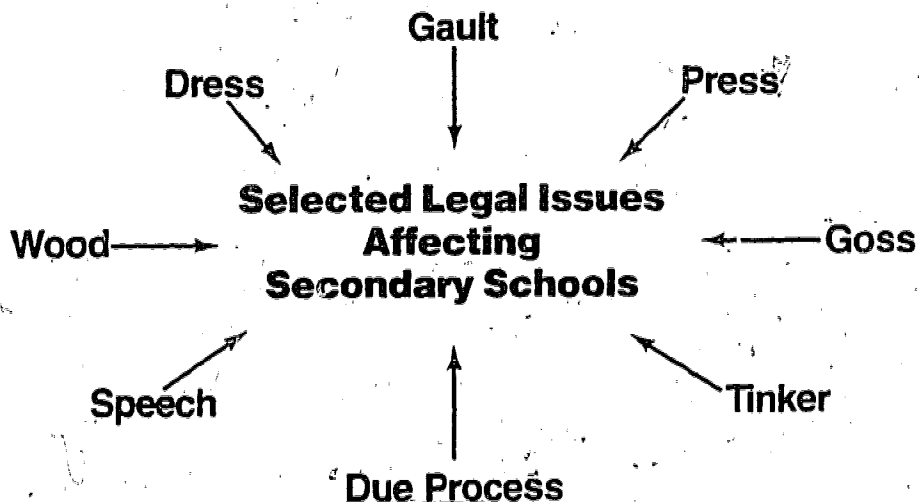 Gault
Dress
Press
Selected Legal Issues
Affecting
Secondary Schools
Wood
Goss
Speech
Tinker
Due Process